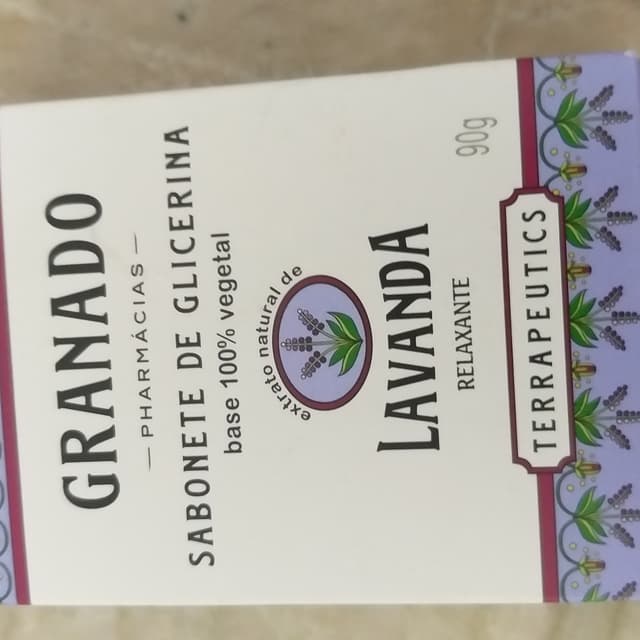 GRANADO
— PHARMÁCIAS —
SABONETE DE GLICERINA
base 100% vegetal
extrato natural de
LAVANDA
RELAXANTE
90g
TERRAPEUTICS